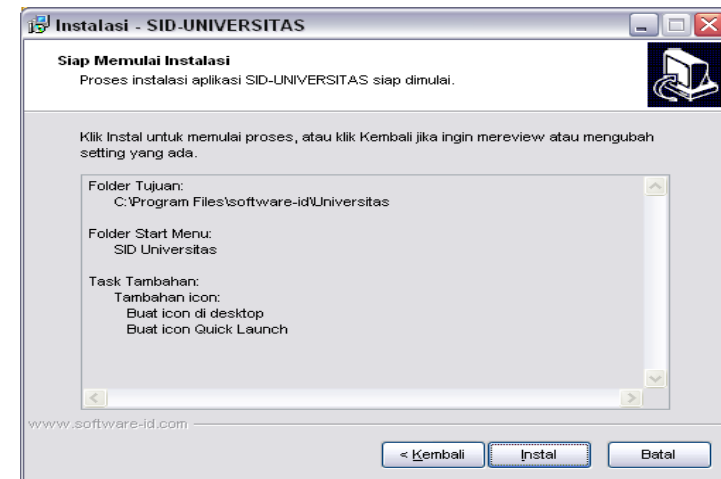 Instalasi - SID-UNIVERSITAS
Siap Memulai Instalasi
Proses instalasi aplikasi SID-UNIVERSITAS siap dimulai.
Klik Instal untuk memulai proses, atau klik Kembali jika ingin mereview atau mengubah
setting yang ada.
Folder Tujuan:
C:\Program Files\software-id\Universitas
Folder Start Menu:
SID Universitas
Task Tambahan:
Tambahan icon:
Buat icon di desktop
Buat icon Quick Launch
www.software-id.com
< Kembali
Instal
Batal